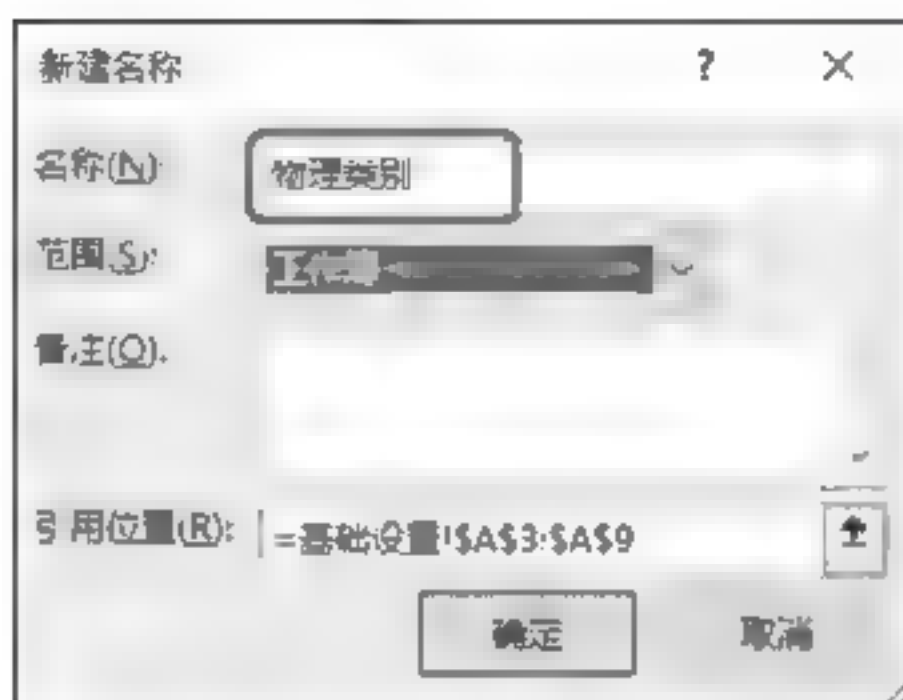 新建名称 ? ×
名称(N): 物理类别
范围(S):
备注(O):
引用位置(R): =基础设置!$A$3:$A$9
确定 取消